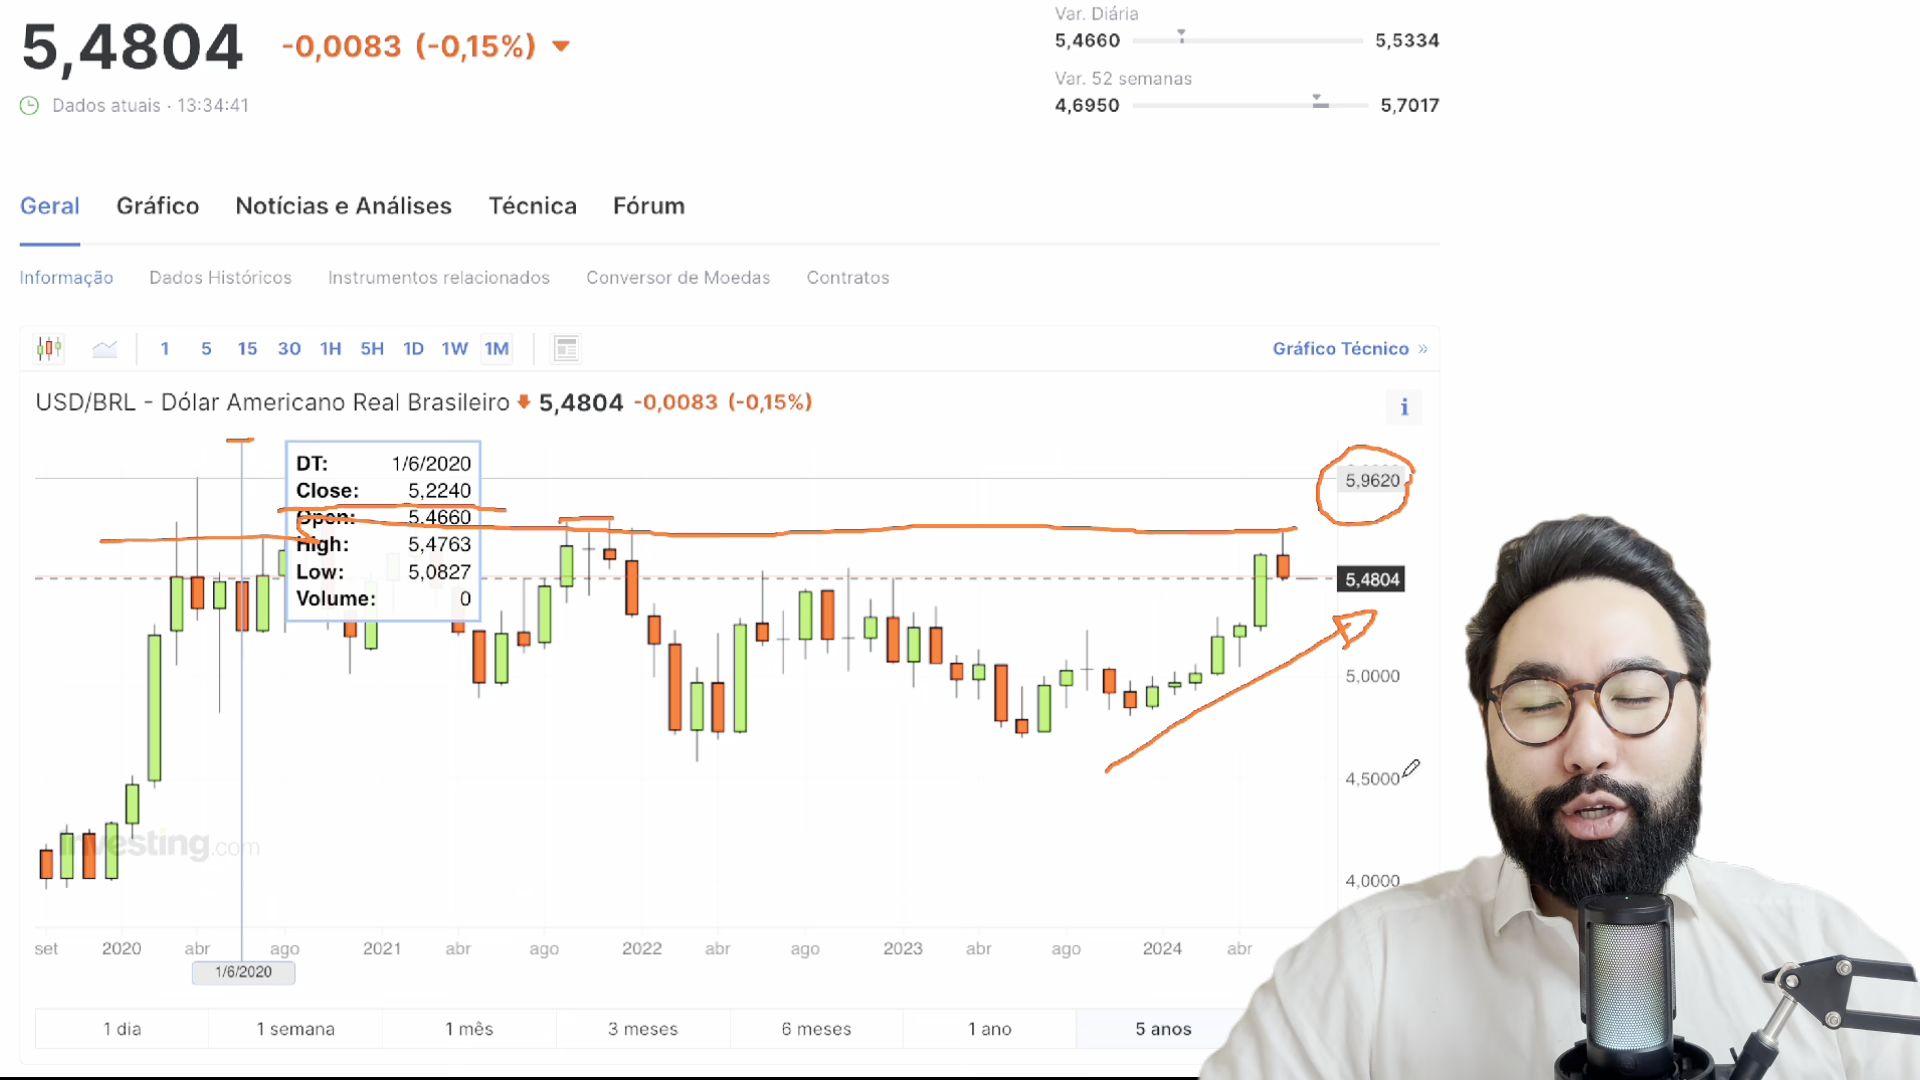 5,4804 -0,0083 (-0,15%)
Dados atuais · 13:34:41
Var. Diária
5,4660 5,5334
Var. 52 semanas
4,6950 5,7017
Geral Gráfico Notícias e Análises Técnica Fórum
Informação Dados Históricos Instrumentos relacionados Conversor de Moedas Contratos
1 5 15 30 1H 5H 1D 1W 1M Gráfico Técnico »
USD/BRL - Dólar Americano Real Brasileiro 5,4804 -0,0083 (-0,15%) i
DT: 1/6/2020
Close: 5,2240
Open: 5,4660
High: 5,4763
Low: 5,0827
Volume: 0
5,9620
5,4804
5,0000
4,5000
4,0000
investing.com
set 2020 abr ago 2021 abr ago 2022 abr ago 2023 abr ago 2024 abr
1/6/2020
1 dia 1 semana 1 mês 3 meses 6 meses 1 ano 5 anos